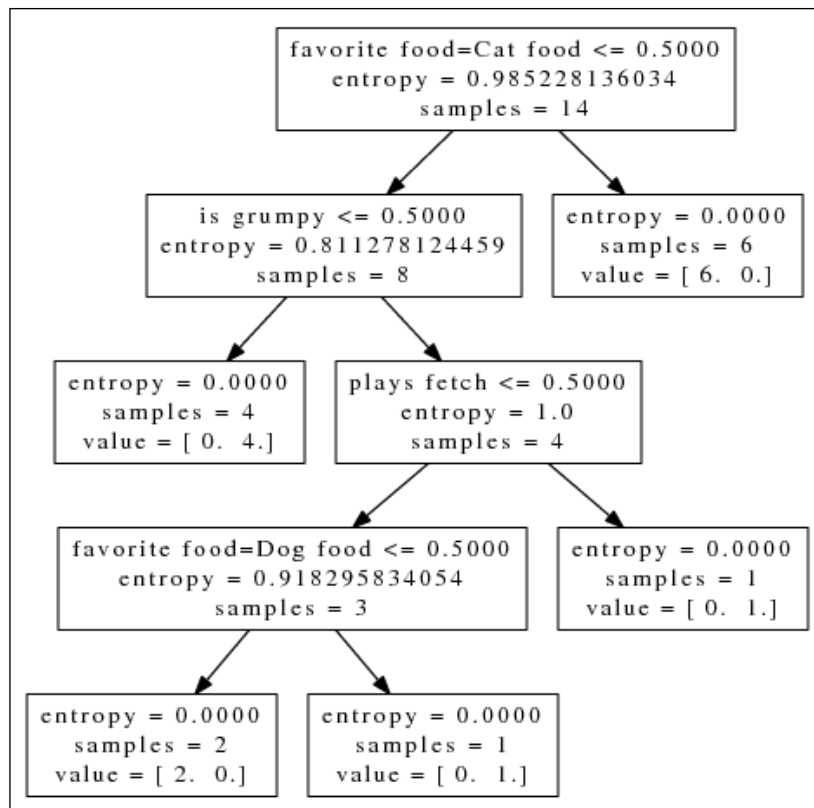 favorite food=Cat food <= 0.5000
entropy = 0.985228136034
samples = 14
is grumpy <= 0.5000
entropy = 0.811278124459
samples = 8
entropy = 0.0000
samples = 6
value = [ 6. 0.]
entropy = 0.0000
samples = 4
value = [ 0. 4.]
plays fetch <= 0.5000
entropy = 1.0
samples = 4
favorite food=Dog food <= 0.5000
entropy = 0.918295834054
samples = 3
entropy = 0.0000
samples = 1
value = [ 0. 1.]
entropy = 0.0000
samples = 2
value = [ 2. 0.]
entropy = 0.0000
samples = 1
value = [ 0. 1.]